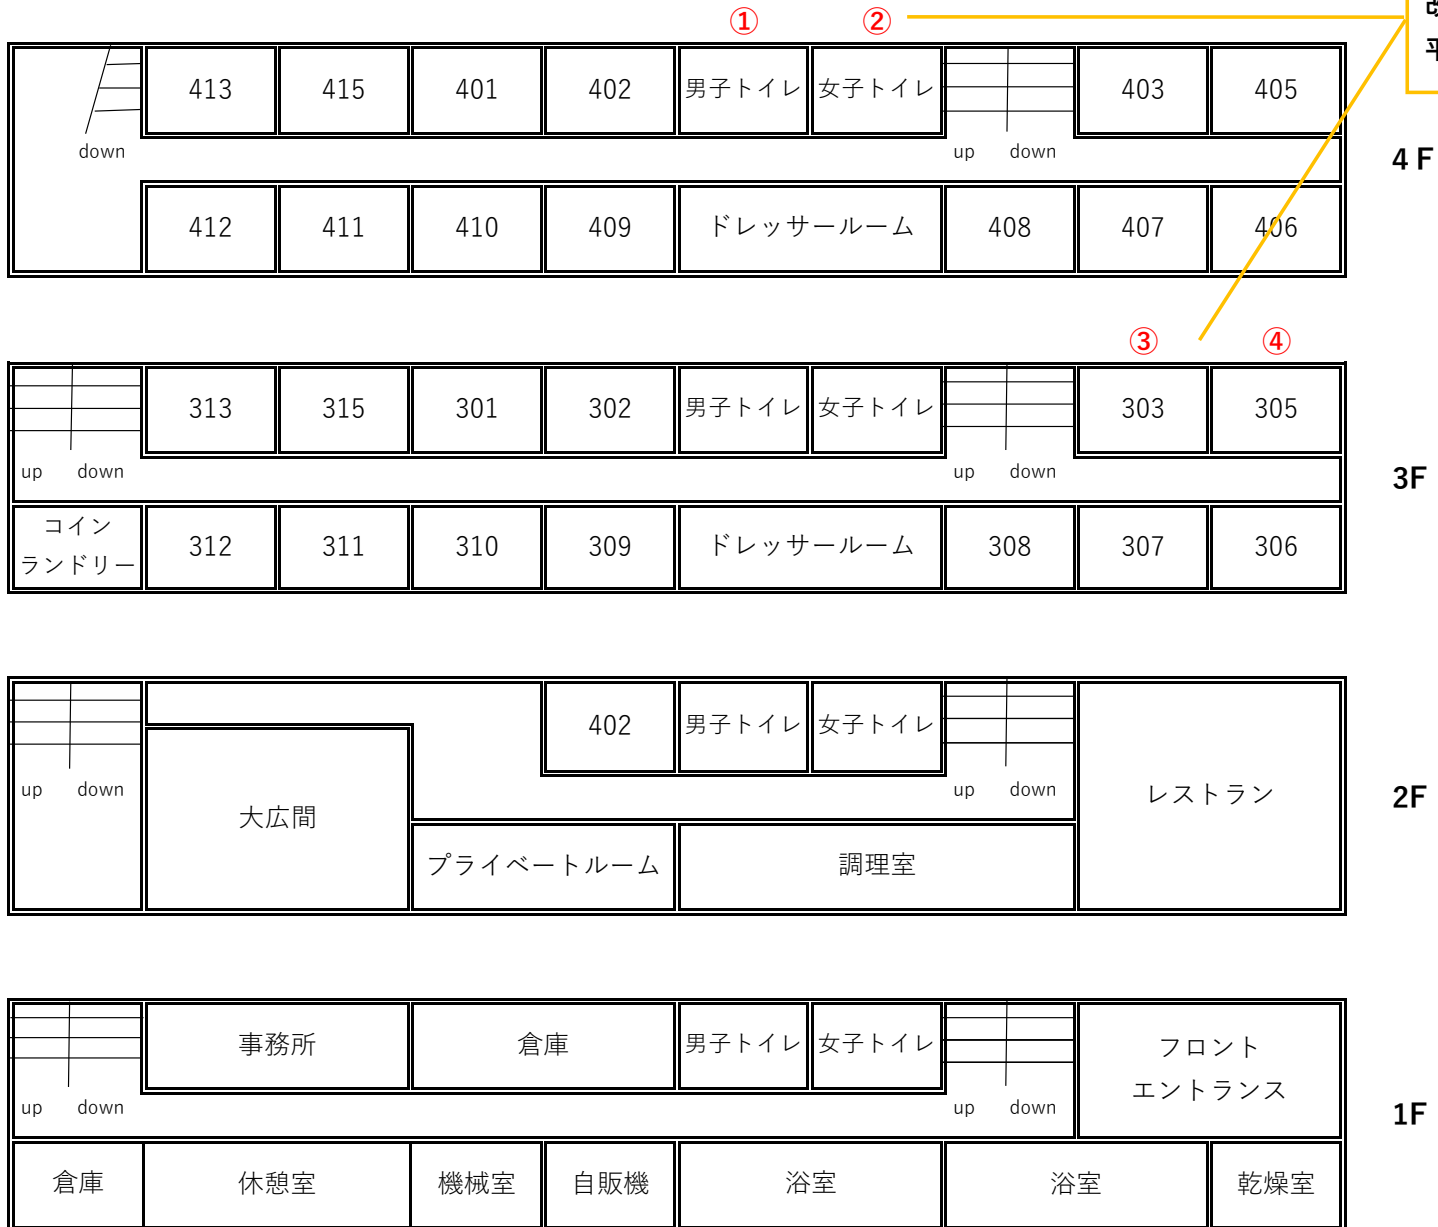 ① ②
413 415 401 402 男子トイレ 女子トイレ 403 405
down up down
4 F
412 411 410 409 ドレッサールーム 408 407 406
③ ④
313 315 301 302 男子トイレ 女子トイレ 303 305
up down up down
3F
コイン
ランドリー
312 311 310 309 ドレッサールーム 308 307 306
402 男子トイレ 女子トイレ
up down up down
大広間
レストラン
2F
プライベートルーム 調理室
事務所 倉庫 男子トイレ 女子トイレ
フロント
エントランス
up down up down
1F
倉庫 休憩室 機械室 自販機 浴室 浴室 乾燥室